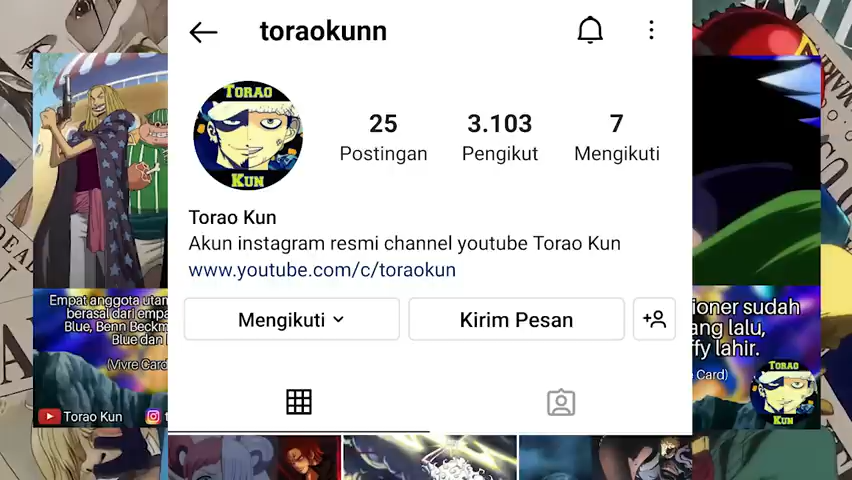 toraokunn
TORAO
KUN
25
3.103
7
Postingan
Pengikut
Mengikuti
Torao Kun
Akun instagram resmi channel youtube Torao Kun
www.youtube.com/c/toraokun
Mengikuti
Kirim Pesan
Empat anggota utam
berasal dari empa
Blue, Benn Beckm
Blue dan
(Vivre Card
Torao Kun
ioner sudah
ang lalu,
fy lahir.
Card)
TORAO
KUN